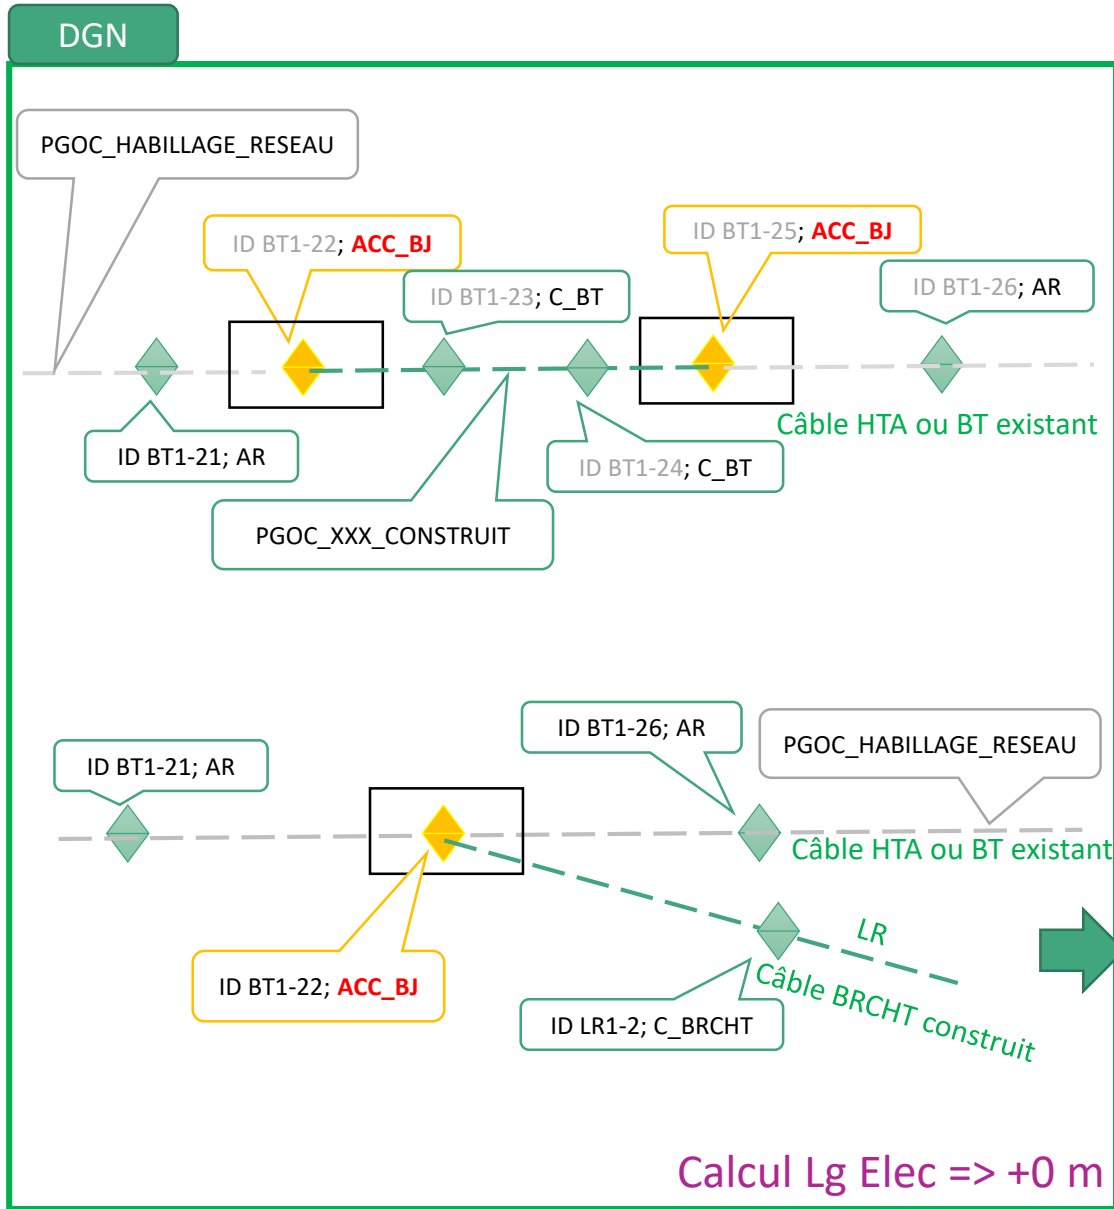 DGN
PGOC_HABILLAGE_RESEAU
ID BT1-22; ACC_BJ
ID BT1-25; ACC_BJ
ID BT1-23; C_BT
ID BT1-26; AR
Câble HTA ou BT existant
ID BT1-21; AR
ID BT1-24; C_BT
PGOC_XXX_CONSTRUIT
ID BT1-26; AR
PGOC_HABILLAGE_RESEAU
ID BT1-21; AR
Câble HTA ou BT existant
LR
ID BT1-22; ACC_BJ
Câble BRCHT construit
ID LR1-2; C_BRCHT
Calcul Lg Elec => +0 m